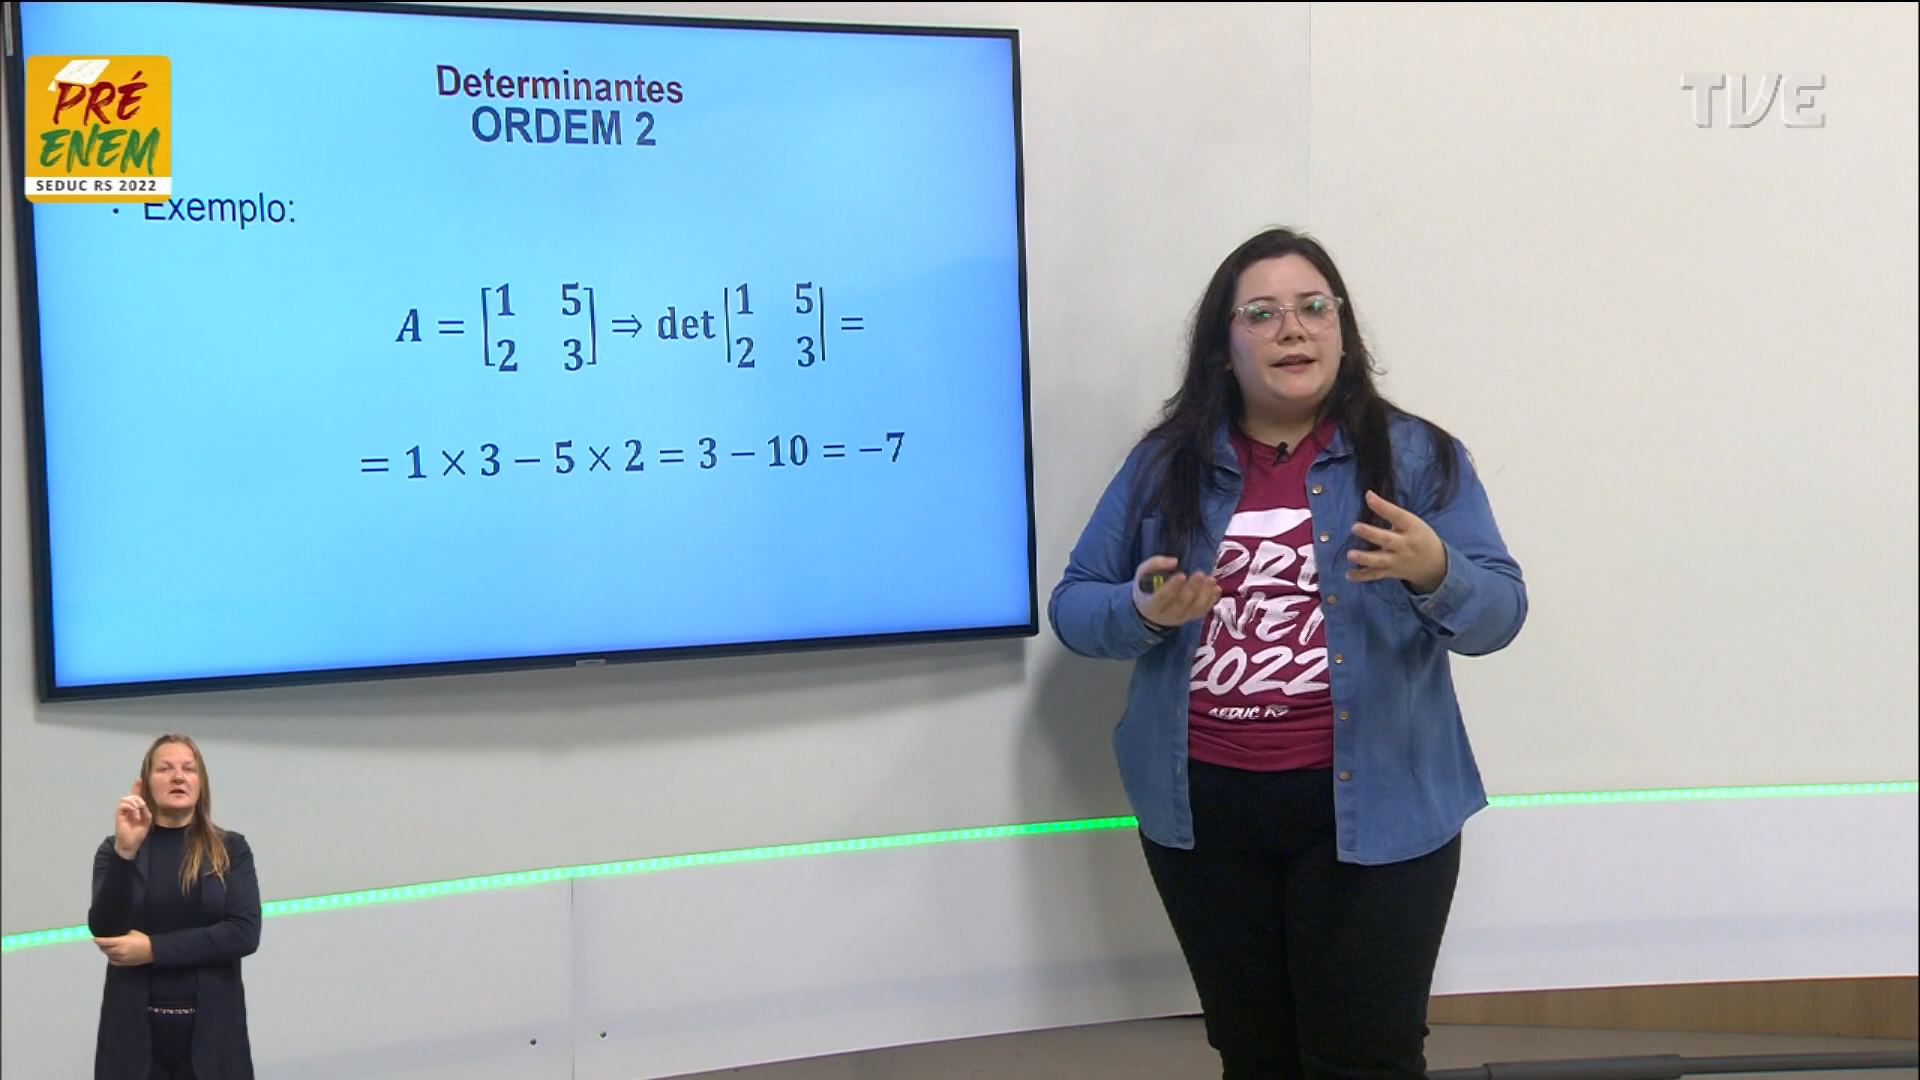 PRÉ
ENEM
SEDUC RS 2022
TVE
Determinantes
ORDEM 2
· Exemplo:
A = [1 5
2 3] ⇒ det |1 5
2 3| =
= 1 × 3 − 5 × 2 = 3 − 10 = −7
PRÉ
ENEM
2022
SEDUC RS